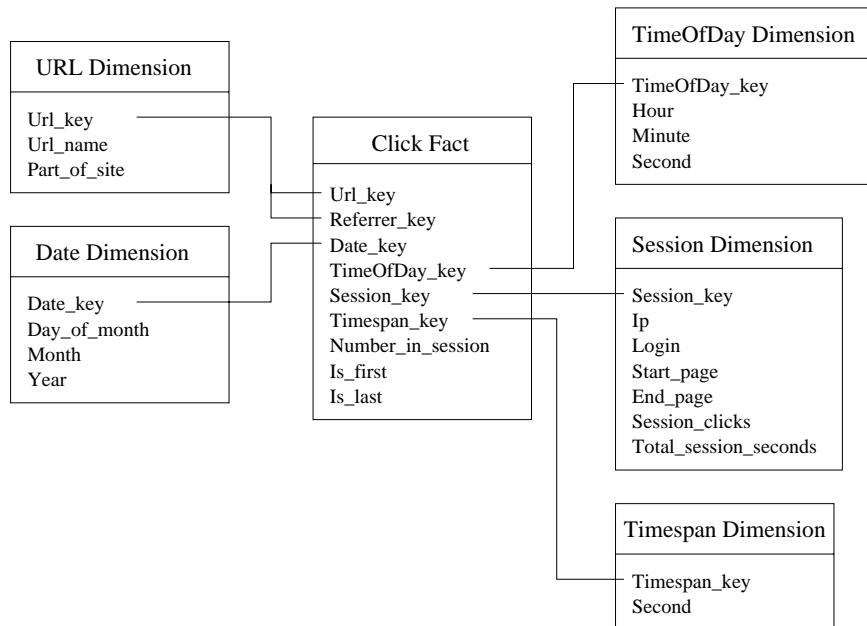 URL Dimension
Url_key
Url_name
Part_of_site
Date Dimension
Date_key
Day_of_month
Month
Year
Click Fact
Url_key
Referrer_key
Date_key
TimeOfDay_key
Session_key
Timespan_key
Number_in_session
Is_first
Is_last
TimeOfDay Dimension
TimeOfDay_key
Hour
Minute
Second
Session Dimension
Session_key
Ip
Login
Start_page
End_page
Session_clicks
Total_session_seconds
Timespan Dimension
Timespan_key
Second